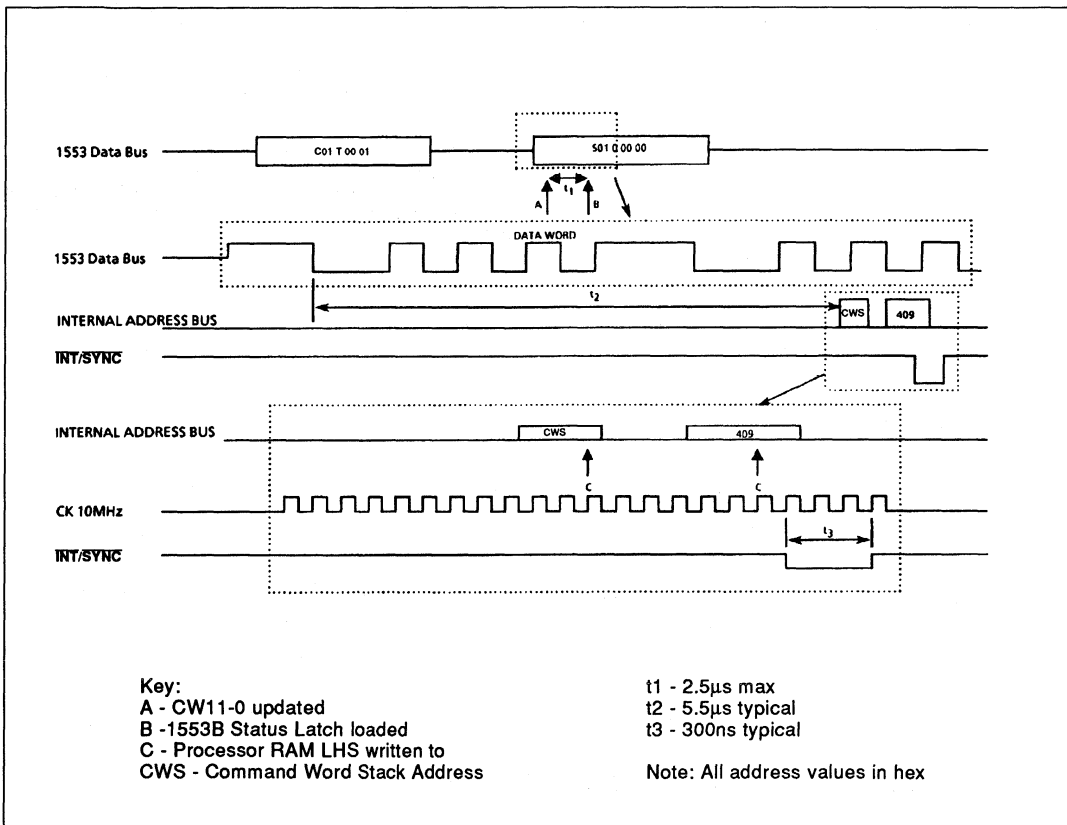 1553 Data Bus
C01 T 00 01
S01 0 00 00
t1
A
B
DATA WORD
1553 Data Bus
t2
INTERNAL ADDRESS BUS
CWS
409
INT/SYNC
INTERNAL ADDRESS BUS
CWS
409
C
C
CK 10MHz
t3
INT/SYNC
Key:
A - CW11-0 updated
B -1553B Status Latch loaded
C - Processor RAM LHS written to
CWS - Command Word Stack Address
t1 - 2.5µs max
t2 - 5.5µs typical
t3 - 300ns typical
Note: All address values in hex